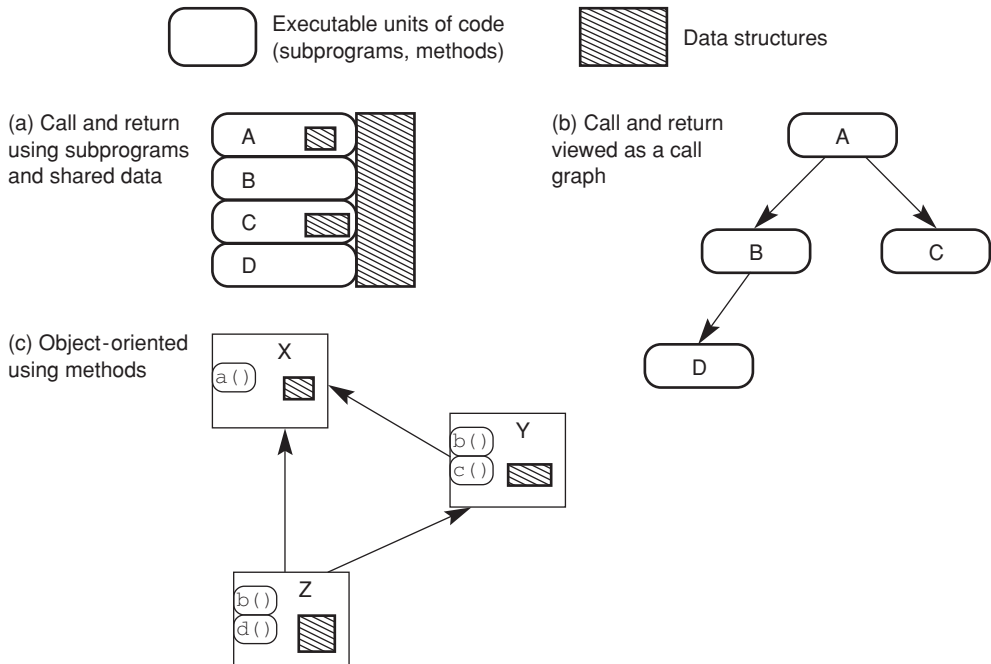 Executable units of code
(subprograms, methods)
Data structures
(a) Call and return
using subprograms
and shared data
A
B
C
D
(b) Call and return
viewed as a call
graph
A
B
C
D
(c) Object-oriented
using methods
X
a()
Y
b()
c()
Z
b()
d()